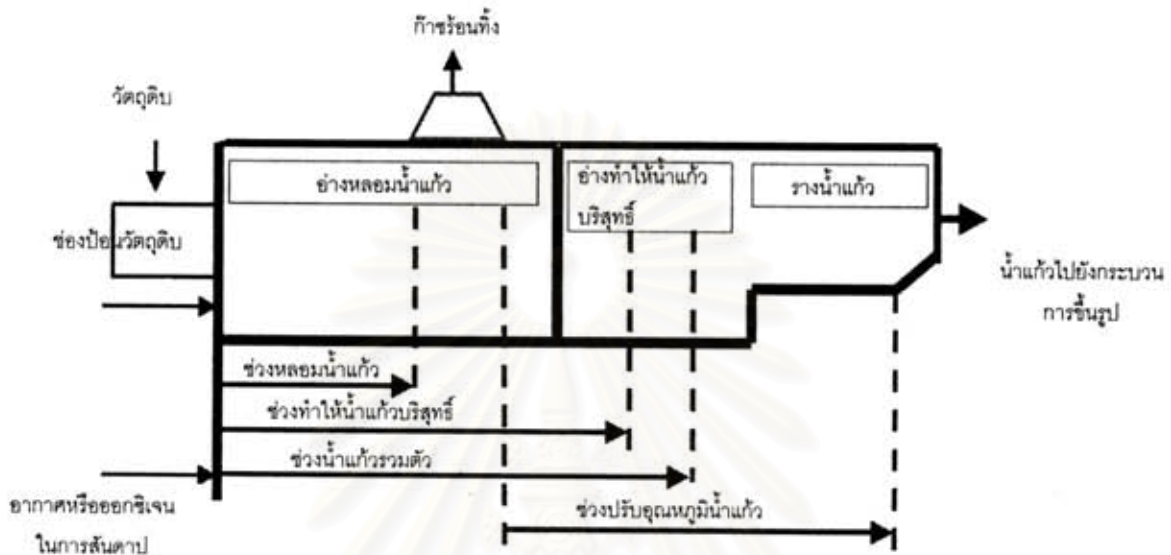 ก๊าซร้อนทิ้ง
วัตถุดิบ
อ่างหลอมน้ำแก้ว
อ่างทำให้น้ำแก้ว
บริสุทธิ์
รางน้ำแก้ว
ช่องป้อนวัตถุดิบ
น้ำแก้วไปยังกระบวน
การขึ้นรูป
ช่วงหลอมน้ำแก้ว
ช่วงทำให้น้ำแก้วบริสุทธิ์
ช่วงน้ำแก้วรวมตัว
อากาศหรือออกซิเจน
ในการสันดาป
ช่วงปรับอุณหภูมิน้ำแก้ว